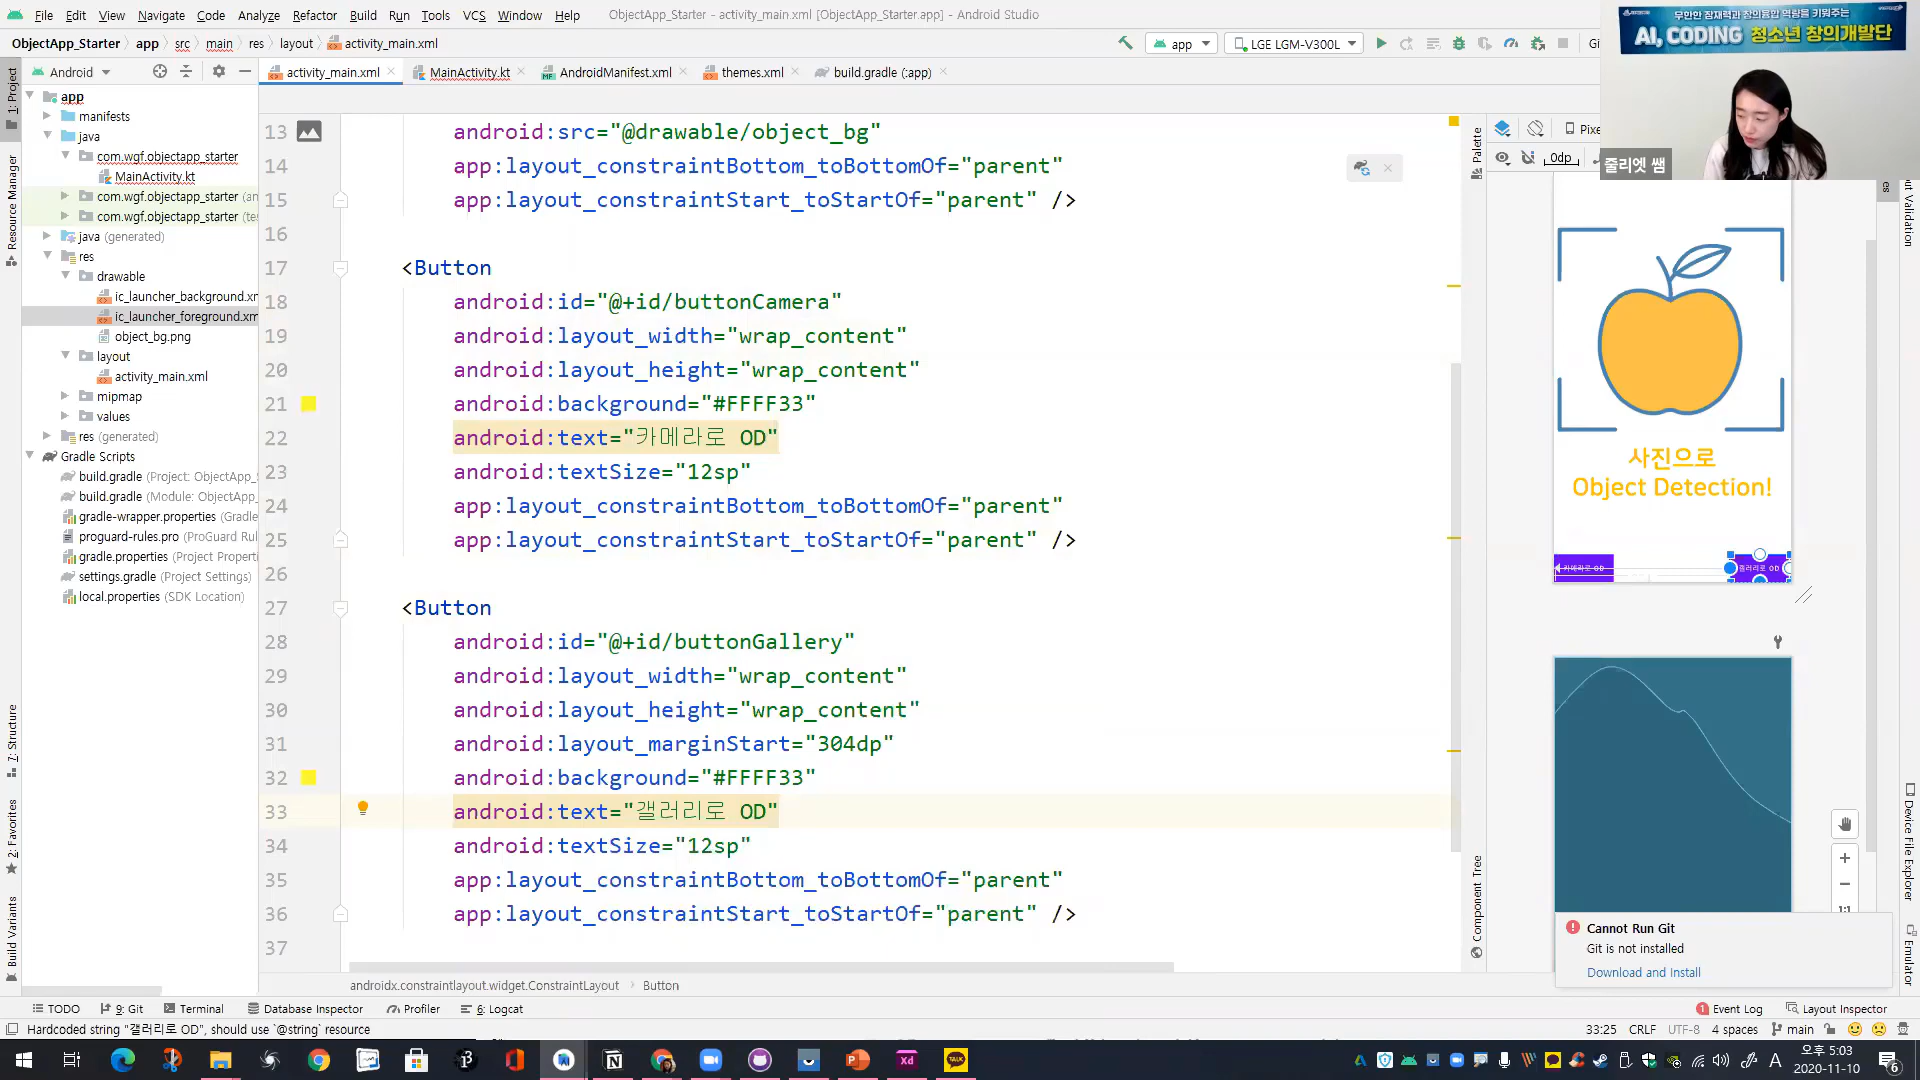 File Edit View Navigate Code Analyze Refactor Build Run Tools VCS Window Help ObjectApp_Starter - activity_main.xml [ObjectApp_Starter.app] - Android Studio
ObjectApp_Starter app src main res layout activity_main.xml
app LGE LGM-V300L
Android
activity_main.xml MainActivity.kt AndroidManifest.xml themes.xml build.gradle (:app)
1: Project
Resource Manager
7: Structure
2: Favorites
Build Variants
app
manifests
java
com.wgf.objectapp_starter
MainActivity.kt
com.wgf.objectapp_starter
com.wgf.objectapp_starter
java (generated)
res
drawable
ic_launcher_background.xm
ic_launcher_foreground.xm
object_bg.png
layout
activity_main.xml
mipmap
values
res (generated)
Gradle Scripts
build.gradle (Project: ObjectApp_S
build.gradle (Module: ObjectApp_
gradle-wrapper.properties (Gradle
proguard-rules.pro (ProGuard Rul
gradle.properties (Project Properti
settings.gradle (Project Settings)
local.properties (SDK Location)
13 android:src="@drawable/object_bg"
14 app:layout_constraintBottom_toBottomOf="parent"
15 app:layout_constraintStart_toStartOf="parent" />
16
17 <Button
18 android:id="@+id/buttonCamera"
19 android:layout_width="wrap_content"
20 android:layout_height="wrap_content"
21 android:background="#FFFF33"
22 android:text="카메라로 OD"
23 android:textSize="12sp"
24 app:layout_constraintBottom_toBottomOf="parent"
25 app:layout_constraintStart_toStartOf="parent" />
26
27 <Button
28 android:id="@+id/buttonGallery"
29 android:layout_width="wrap_content"
30 android:layout_height="wrap_content"
31 android:layout_marginStart="304dp"
32 android:background="#FFFF33"
33 android:text="갤러리로 OD"
34 android:textSize="12sp"
35 app:layout_constraintBottom_toBottomOf="parent"
36 app:layout_constraintStart_toStartOf="parent" />
37
androidx.constraintlayout.widget.ConstraintLayout Button
Palette
Component Tree
0dp
무한한 잠재력과 창의융합 역량을 키워주는
AI, CODING 청소년 창의개발단
줄리엣 쌤
사진으로
Object Detection!
카메라로 OD
갤러리로 OD
1:1
Device File Explorer
Emulator
Cannot Run Git
Git is not installed
Download and Install
TODO 9: Git Terminal Database Inspector Profiler 6: Logcat Event Log Layout Inspector
Hardcoded string "갤러리로 OD", should use `@string` resource 33:25 CRLF UTF-8 4 spaces main
오후 5:03
2020-11-10